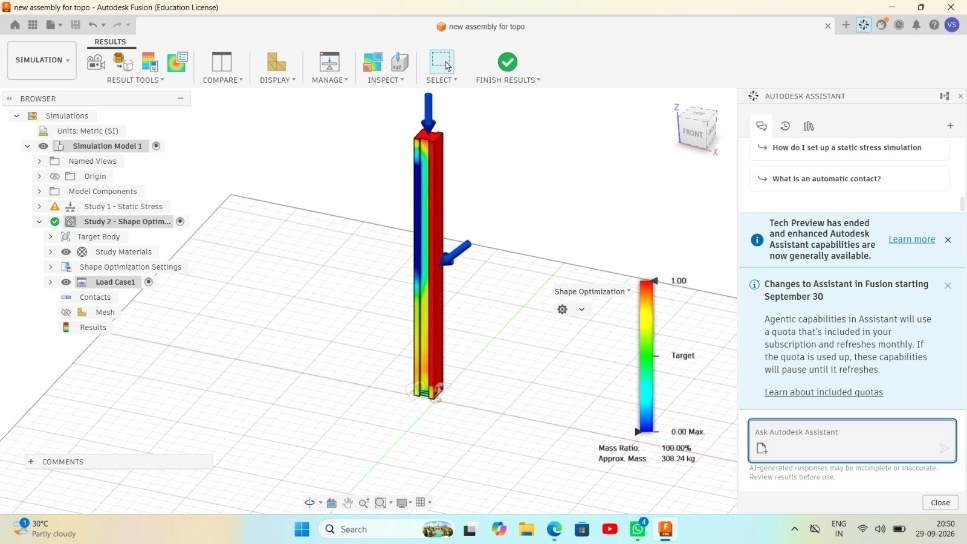 new assembly for topo - Autodesk Fusion (Education License)
new assembly for topo
VS
RESULTS
SIMULATION
RESULT TOOLS
COMPARE
DISPLAY
MANAGE
INSPECT
SELECT
FINISH RESULTS
BROWSER
Simulations
Units: Metric (SI)
Simulation Model 1
Named Views
Origin
Model Components
Study 1 - Static Stress
Study 2 - Shape Optim...
Target Body
Study Materials
Shape Optimization Settings
Load Case1
Contacts
Mesh
Results
COMMENTS
Z
TOP
FRONT
X
Shape Optimization
1.00
Target
0.00 Max.
Mass Ratio: 100.00%
Approx. Mass: 308.24 kg
AUTODESK ASSISTANT
How do I set up a static stress simulation
What is an automatic contact?
Tech Preview has ended
and enhanced Autodesk
Assistant capabilities are
now generally available.
Learn more
Changes to Assistant in Fusion starting
September 30
Agentic capabilities in Assistant will use
a quota that's included in your
subscription and refreshes monthly. If
the quota is used up, these capabilities
will pause until it refreshes.
Learn about included quotas
Ask Autodesk Assistant
AI-generated responses may be incomplete or inaccurate.
Review results before use.
Close
1
30°C
Partly cloudy
Search
4
ENG
IN
20:50
29-09-2026